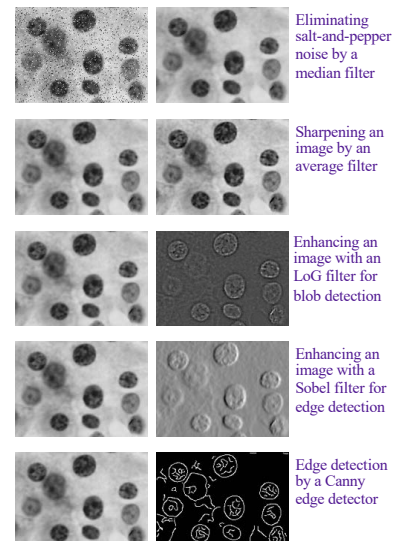 Eliminating
salt-and-pepper
noise by a
median filter
Sharpening an
image by an
average filter
Enhancing an
image with an
LoG filter for
blob detection
Enhancing an
image with a
Sobel filter for
edge detection
Edge detection
by a Canny
edge detector